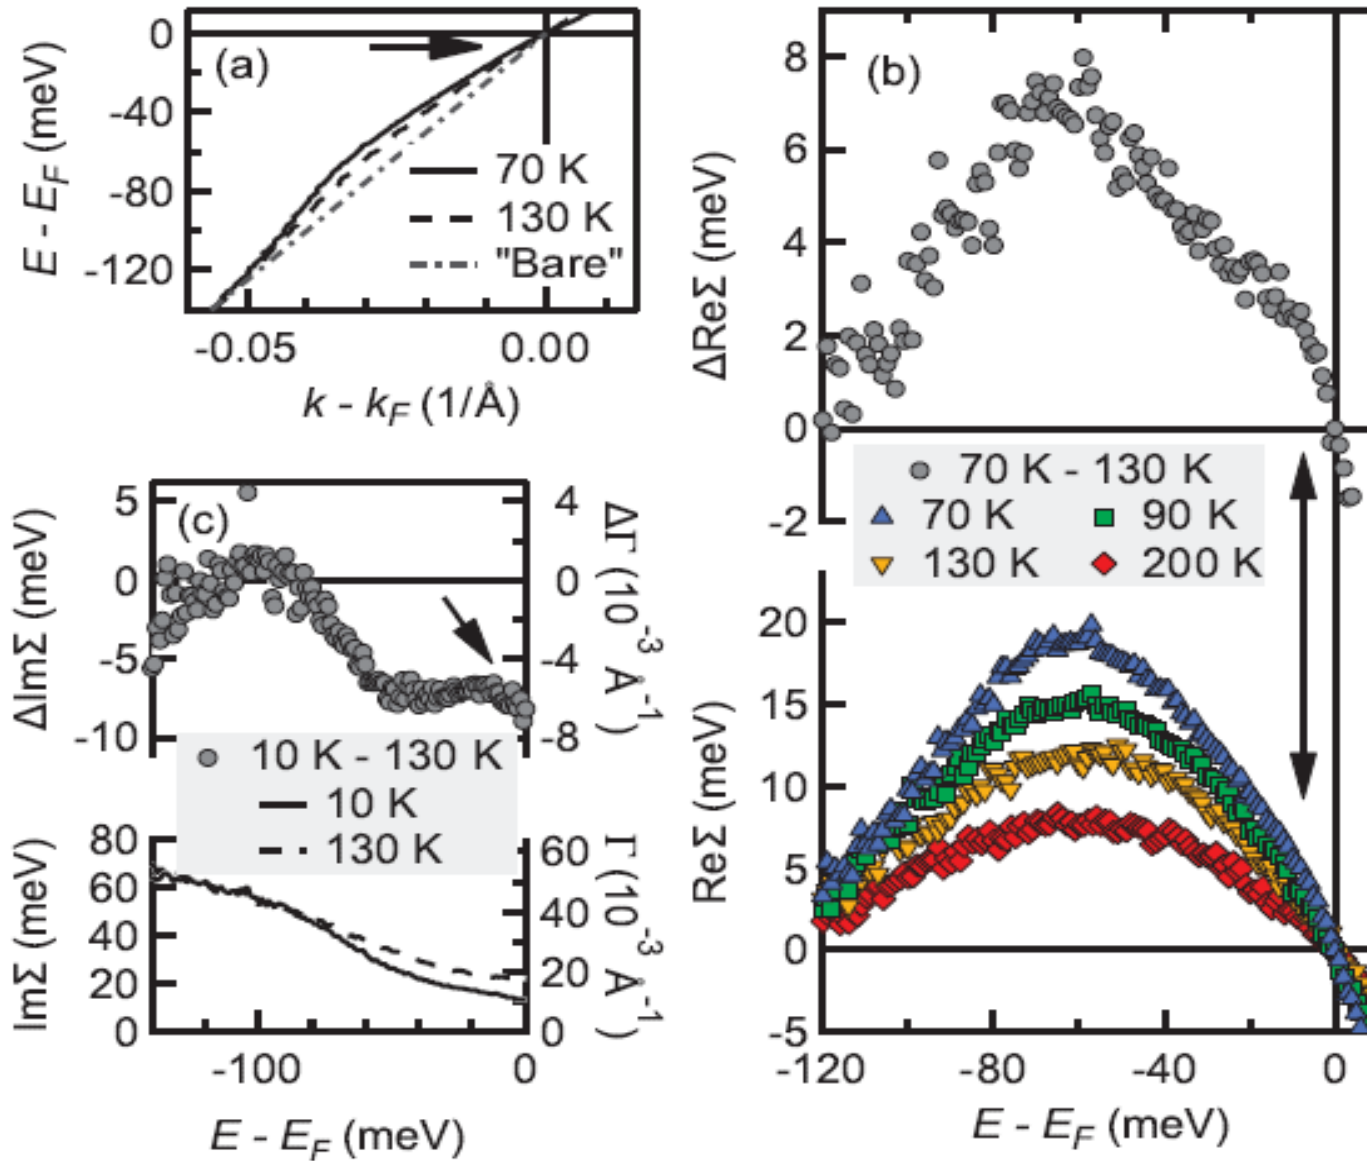 (a)
E - E_F (meV)
0
-40
-80
-120
70 K
130 K
"Bare"
-0.05
0.00
k - k_F (1/Å)
(b)
ΔReΣ (meV)
8
6
4
2
0
-2
70 K - 130 K
70 K
90 K
130 K
200 K
ReΣ (meV)
20
15
10
5
0
-5
-120
-80
-40
0
E - E_F (meV)
(c)
ΔImΣ (meV)
5
0
-5
-10
4
0
-4
-8
ΔΓ (10^-3 Å^-1)
10 K - 130 K
10 K
130 K
ImΣ (meV)
80
60
40
20
0
60
40
20
0
Γ (10^-3 Å^-1)
-100
0
E - E_F (meV)